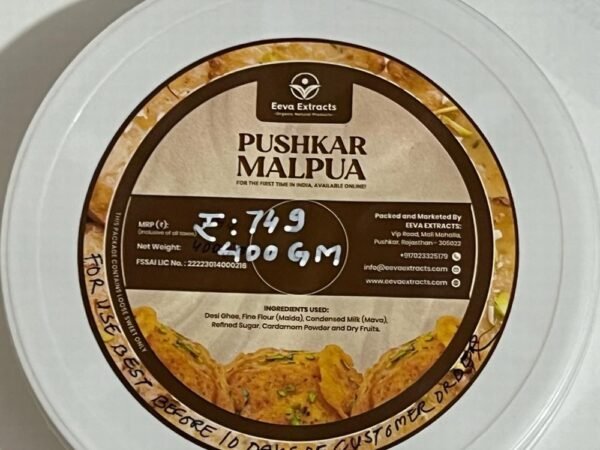 Eeva Extracts
-Organic Natural Products-
PUSHKAR
MALPUA
FOR THE FIRST TIME IN INDIA, AVAILABLE ONLINE!
MRP (₹):
(Inclusive of all taxes)
₹: 749
Net Weight:
400 GM
FSSAI LIC No. : 22223014000216
Packed and Marketed By
EEVA EXTRACTS:
Vip Road, Mali Mohalla,
Pushkar, Rajasthan - 305022
+917023325179
info@eevaextracts.com
www.eevaextracts.com
INGREDIENTS USED:
Desi Ghee, Fine Flour (Maida), Condensed Milk (Mava),
Refined Sugar, Cardamom Powder and Dry Fruits.
THIS PACKAGE CONTAINS LOOSE SWEET ONLY
FOR USE BEST BEFORE 10 DAYS OF CUSTOMER ORDER